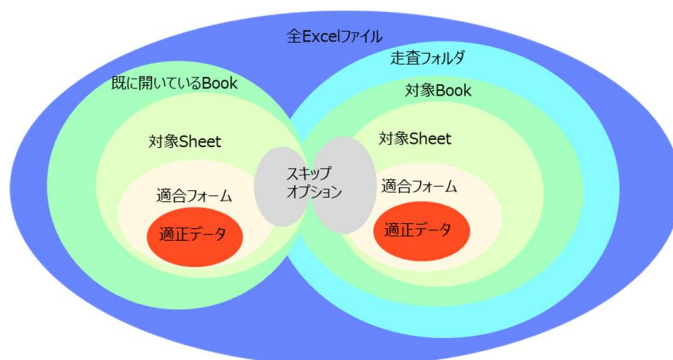 全Excelファイル
走査フォルダ
既に開いているBook
対象Book
対象Sheet
対象Sheet
スキップ
オプション
適合フォーム
適合フォーム
適正データ
適正データ